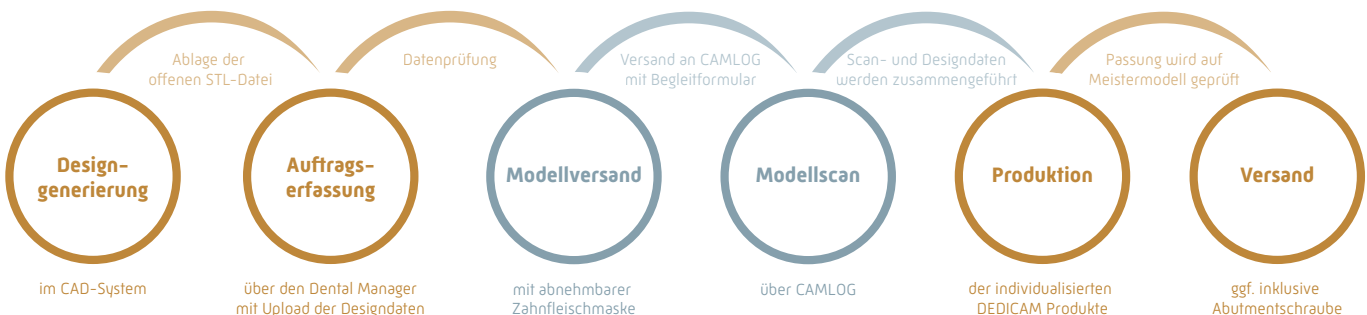 Ablage der
offenen STL-Datei
Datenprüfung
Versand an CAMLOG
mit Begleitformular
Scan- und Designdaten
werden zusammengeführt
Passung wird auf
Meistermodell geprüft
Design-
generierung
Auftrags-
erfassung
Modellversand
Modellscan
Produktion
Versand
im CAD-System
über den Dental Manager
mit Upload der Designdaten
mit abnehmbarer
Zahnfleischmaske
über CAMLOG
der individualisierten
DEDICAM Produkte
ggf. inklusive
Abutmentschraube